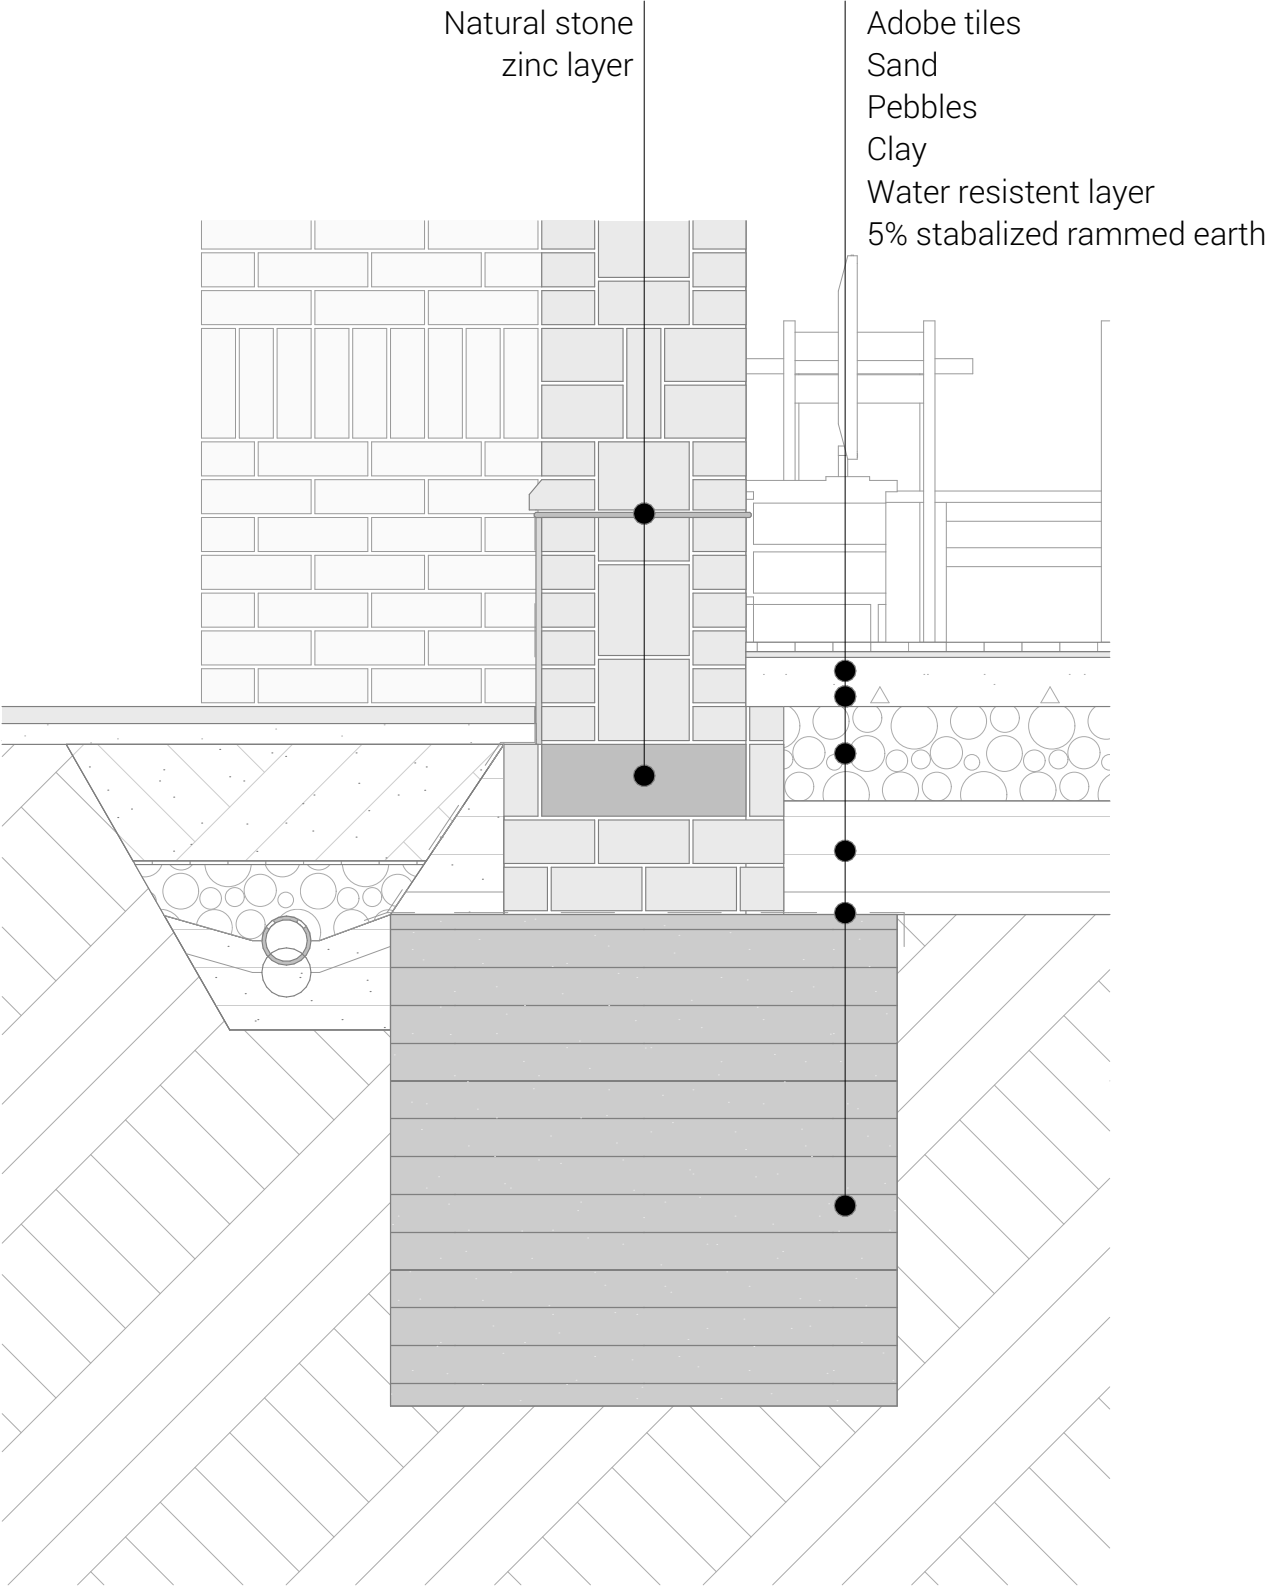 Natural stone
zinc layer
Adobe tiles
Sand
Pebbles
Clay
Water resistent layer
5% stabalized rammed earth